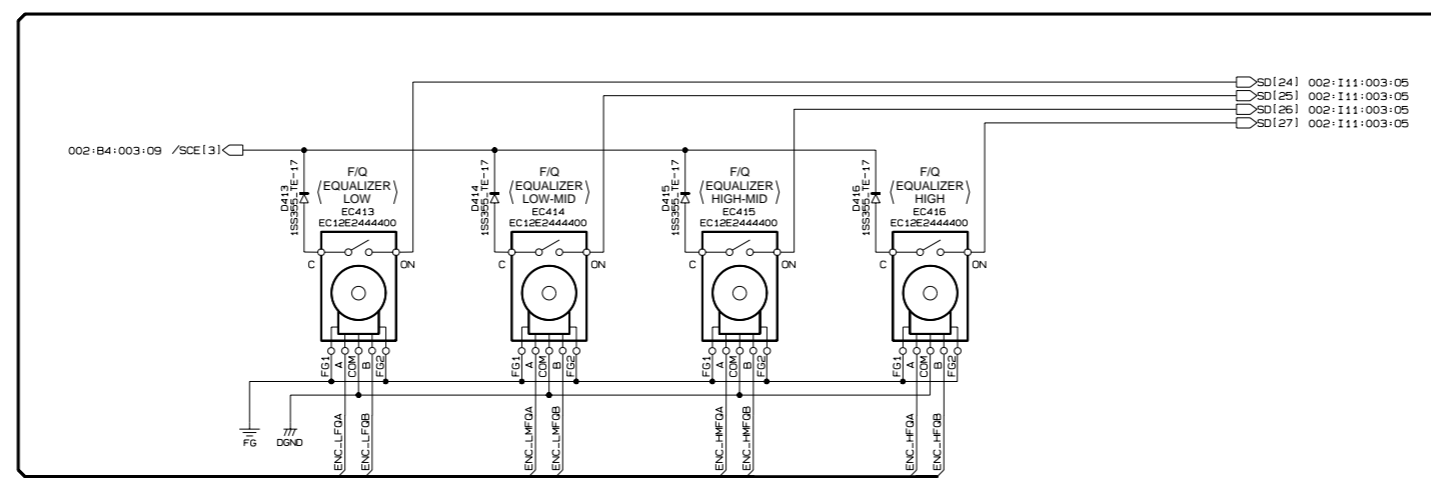 SD[24] 002:I11:003:05
SD[25] 002:I11:003:05
SD[26] 002:I11:003:05
SD[27] 002:I11:003:05
002:B4:003:09 /SCE[3]
D413
1SS355_TE-17
F/Q
EQUALIZER
LOW
EC413
EC12E2444400
C
ON
FG1
A
COM
B
FG2
D414
1SS355_TE-17
F/Q
EQUALIZER
LOW-MID
EC414
EC12E2444400
C
ON
FG1
A
COM
B
FG2
D415
1SS355_TE-17
F/Q
EQUALIZER
HIGH-MID
EC415
EC12E2444400
C
ON
FG1
A
COM
B
FG2
D416
1SS355_TE-17
F/Q
EQUALIZER
HIGH
EC416
EC12E2444400
C
ON
FG1
A
COM
B
FG2
FG
DGND
ENC_LFQA
ENC_LFQB
ENC_LMFQA
ENC_LMFQB
ENC_HMFQA
ENC_HMFQB
ENC_HFQA
ENC_HFQB